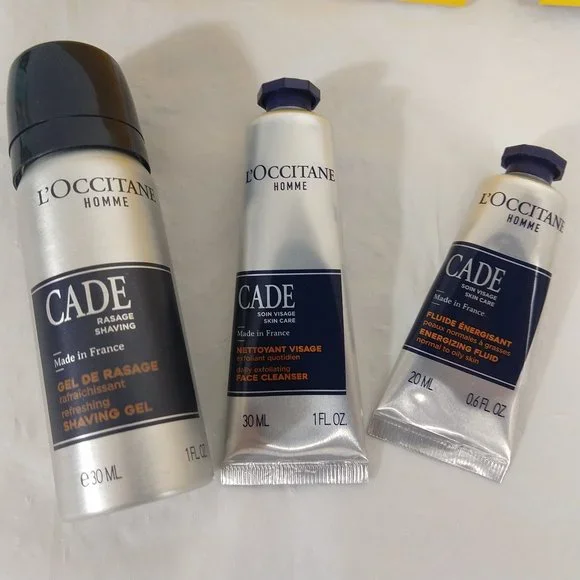 L'OCCITANE
HOMME
CADE
RASAGE
SHAVING
Made in France
GEL DE RASAGE
rafraîchissant
refreshing
SHAVING GEL
e 30 ML
1 FL OZ.
L'OCCITANE
HOMME
CADE
SOIN VISAGE
SKIN CARE
Made in France
NETTOYANT VISAGE
exfoliant quotidien
daily exfoliating
FACE CLEANSER
30 ML 1 FL.OZ.
L'OCCITANE
HOMME
CADE
SOIN VISAGE
SKIN CARE
Made in France
FLUIDE ÉNERGISANT
peaux normales à grasses
ENERGIZING FLUID
normal to oily skin
20 ML 0.6 FL.OZ.